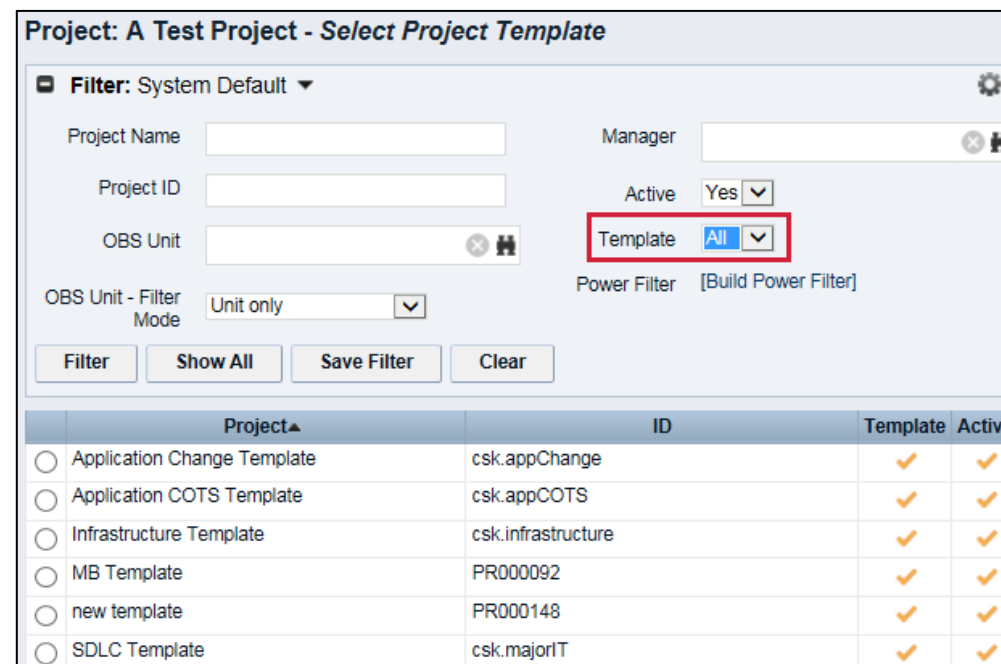 Project: A Test Project - Select Project Template
Filter: System Default
Project Name
Manager
Project ID
Active Yes
OBS Unit
Template All
Power Filter [Build Power Filter]
OBS Unit - Filter
Mode
Unit only
Filter Show All Save Filter Clear
Project ID Template Activ
Application Change Template csk.appChange
Application COTS Template csk.appCOTS
Infrastructure Template csk.infrastructure
MB Template PR000092
new template PR000148
SDLC Template csk.majorIT